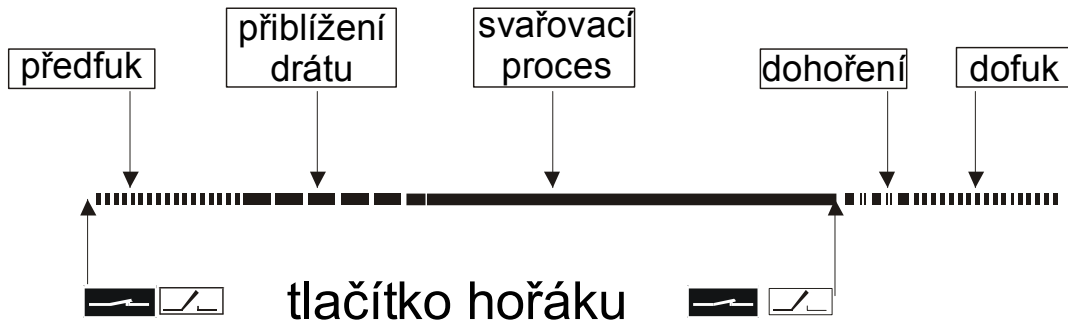 předfuk
přiblížení
drátu
svařovací
proces
dohoření
dofuk
tlačítko hořáku